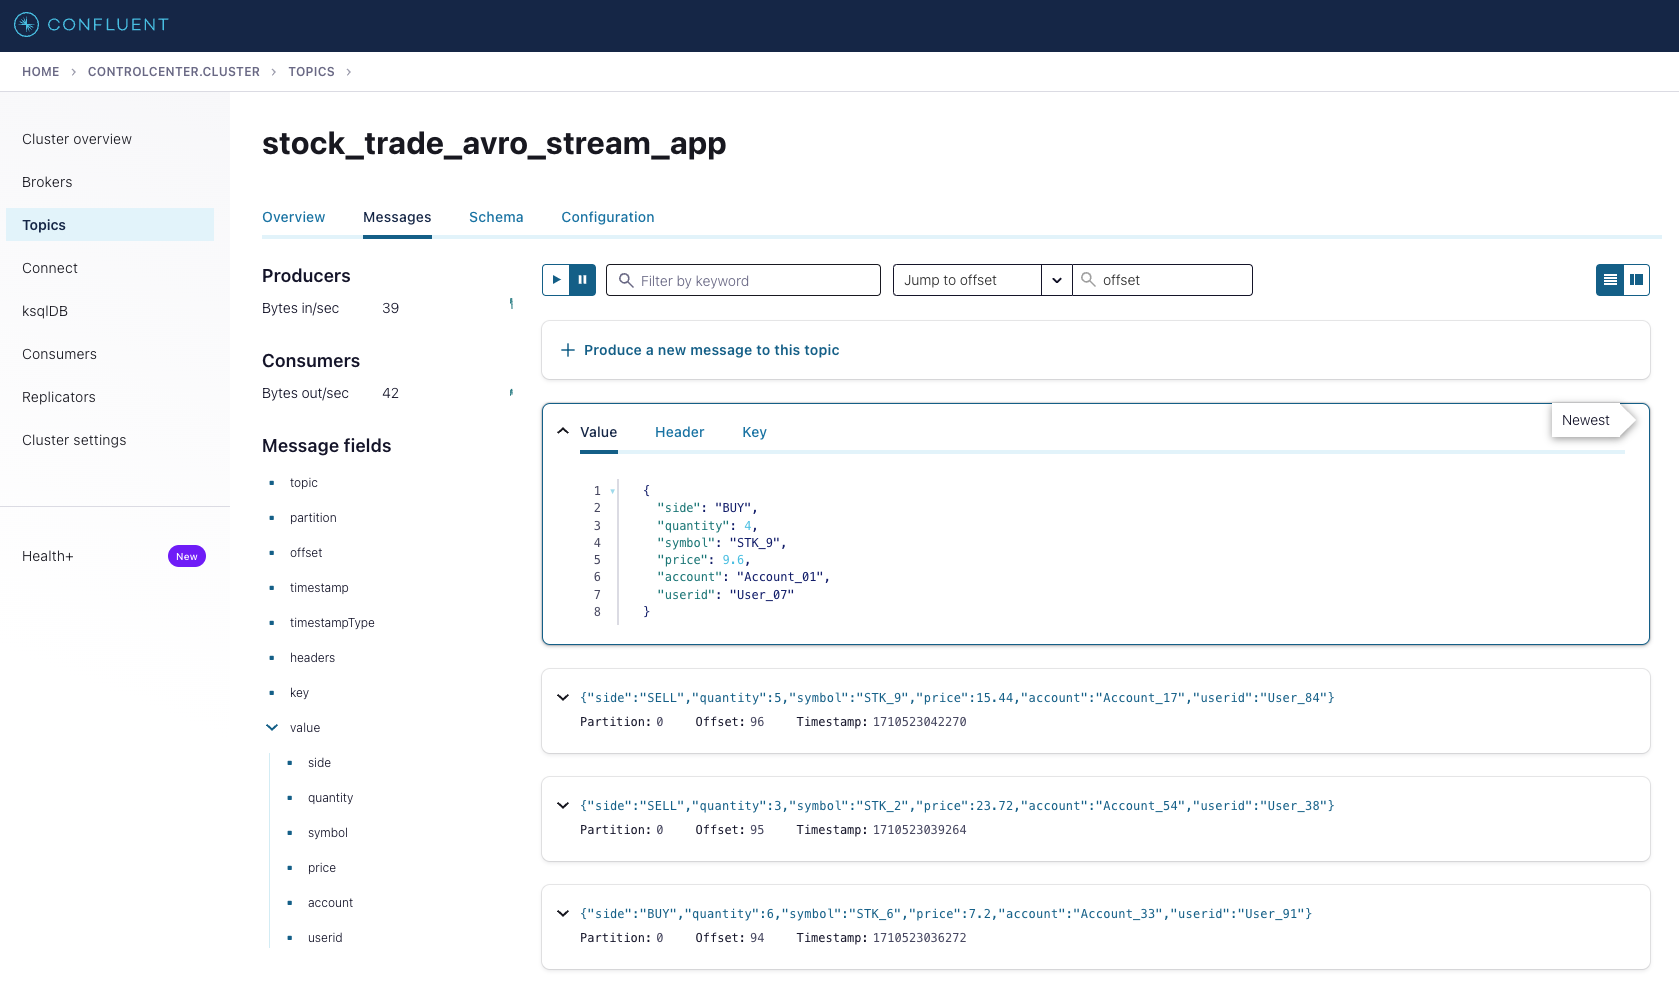 CONFLUENT
HOME > CONTROLCENTER.CLUSTER > TOPICS >
Cluster overview
Brokers
Topics
Connect
ksqlDB
Consumers
Replicators
Cluster settings
Health+ New
stock_trade_avro_stream_app
Overview Messages Schema Configuration
Producers
Bytes in/sec 39
Consumers
Bytes out/sec 42
Message fields
topic
partition
offset
timestamp
timestampType
headers
key
value
side
quantity
symbol
price
account
userid
Filter by keyword Jump to offset offset
+ Produce a new message to this topic
Newest
Value Header Key
1 {
2 "side": "BUY",
3 "quantity": 4,
4 "symbol": "STK_9",
5 "price": 9.6,
6 "account": "Account_01",
7 "userid": "User_07"
8 }
{"side":"SELL","quantity":5,"symbol":"STK_9","price":15.44,"account":"Account_17","userid":"User_84"}
Partition: 0 Offset: 96 Timestamp: 1710523042270
{"side":"SELL","quantity":3,"symbol":"STK_2","price":23.72,"account":"Account_54","userid":"User_38"}
Partition: 0 Offset: 95 Timestamp: 1710523039264
{"side":"BUY","quantity":6,"symbol":"STK_6","price":7.2,"account":"Account_33","userid":"User_91"}
Partition: 0 Offset: 94 Timestamp: 1710523036272